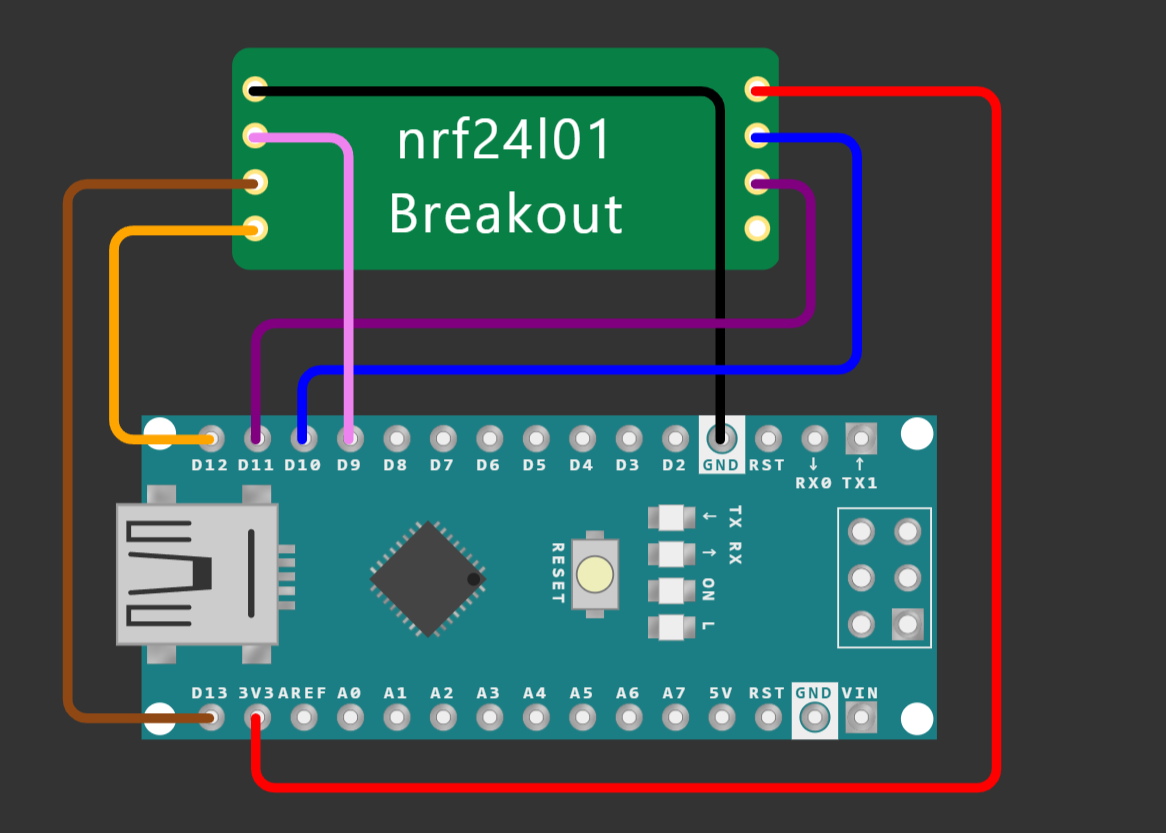 nrf24l01
Breakout
D12 D11 D10 D9 D8 D7 D6 D5 D4 D3 D2 GND RST ↓ ↑
RX0 TX1
RESET
← TX
→ RX
ON
L
D13 3V3 AREF A0 A1 A2 A3 A4 A5 A6 A7 5V RST GND VIN